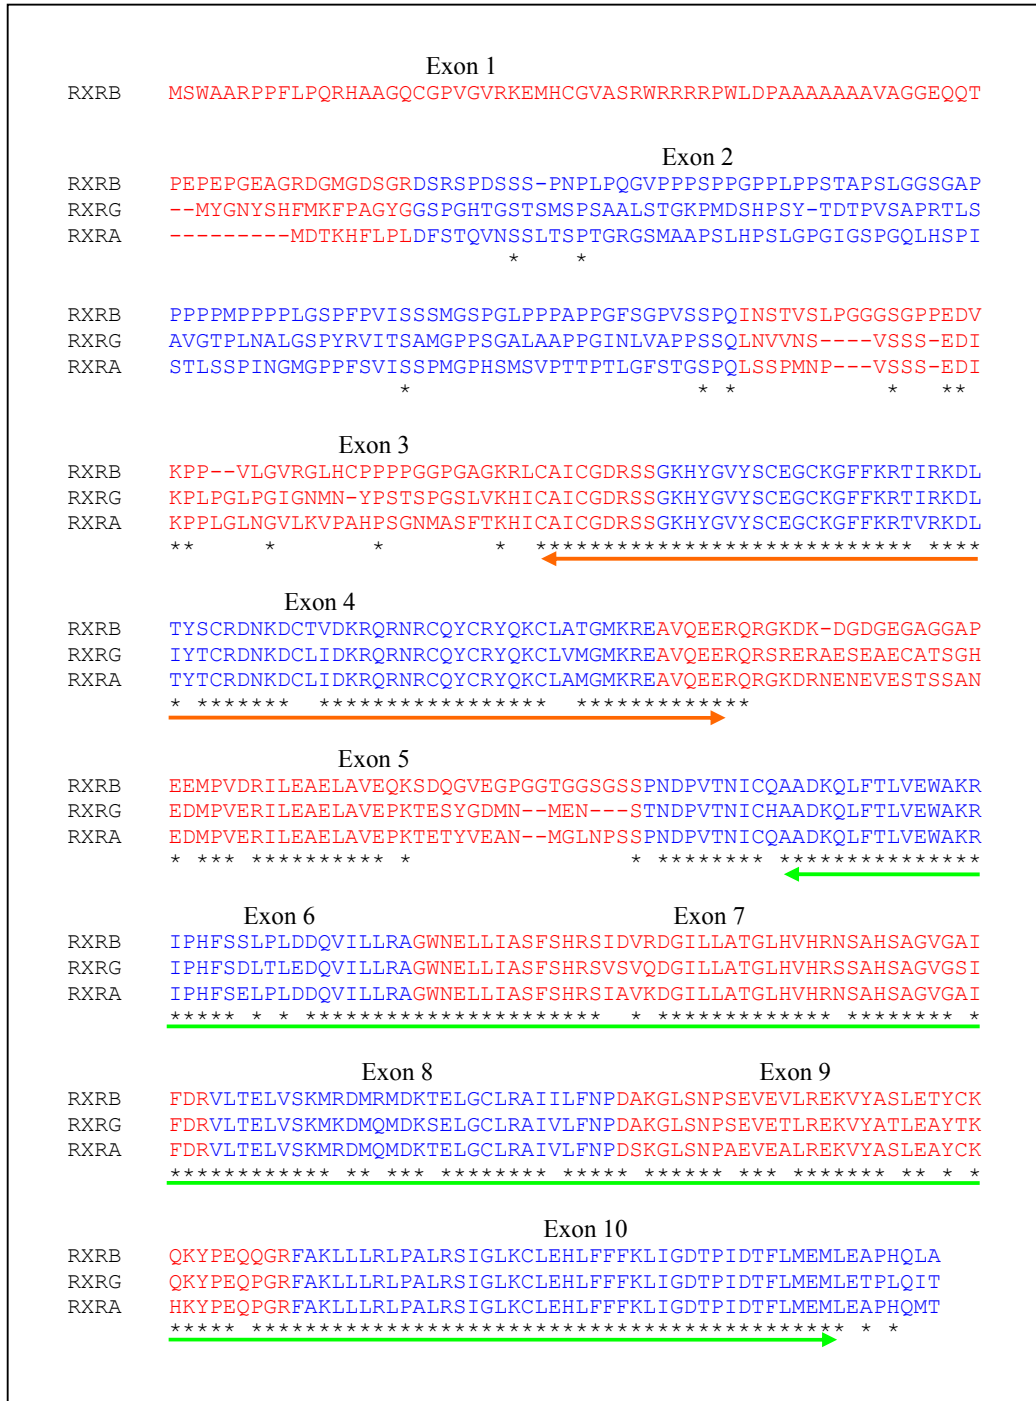 Exon 1
RXRB MSWAARPPFLPQRHAAGQCGPVGVRKEMHCGVASRWRRRRPWLDPAAAAAAAVAGGEQQT
Exon 2
RXRB PEPEPGEAGRDGMGDSGRDSRSPDSSS-PNPLPQGVPPPSPPGPPLPPSTAPSLGGSGAP
RXRG --MYGNYSHFMKFPAGYGGSPGHTGSTSMSPSAALSTGKPMDSHPSY-TDTPVSAPRTLS
RXRA ---------MDTKHFLPLDFSTQVNSSLTSPTGRGSMAAPSLHPSLGPGIGSPGQLHSPI
* *
RXRB PPPPMPPPPLGSPFPVISSSMGSPGLPPPAPPGFSGPVSSPQINSTVSLPGGGSGPPEDV
RXRG AVGTPLNALGSPYRVITSAMGPPSGALAAPPGINLVAPPSSQLNVVNS----VSSS-EDI
RXRA STLSSPINGMGPPFSVISSPMGPHSMSVPTTPTLGFSTGSPQLSSPMNP---VSSS-EDI
* * * * **
Exon 3
RXRB KPP--VLGVRGLHCPPPPGGPGAGKRLCAICGDRSSGKHYGVYSCEGCKGFFKRTIRKDL
RXRG KPLPGLPGIGNMN-YPSTSPGSLVKHICAICGDRSSGKHYGVYSCEGCKGFFKRTIRKDL
RXRA KPPLGLNGVLKVPAHPSGNMASFTKHICAICGDRSSGKHYGVYSCEGCKGFFKRTVRKDL
** * * * **************************** ****
Exon 4
RXRB TYSCRDNKDCTVDKRQRNRCQYCRYQKCLATGMKREAVQEERQRGKDK-DGDGEGAGGAP
RXRG IYTCRDNKDCLIDKRQRNRCQYCRYQKCLVMGMKREAVQEERQRSRERAESEAECATSGH
RXRA TYTCRDNKDCLIDKRQRNRCQYCRYQKCLAMGMKREAVQEERQRGKDRNENEVESTSSAN
* ******* ***************** *************
Exon 5
RXRB EEMPVDRILEAELAVEQKSDQGVEGPGGTGGSGSSPNDPVTNICQAADKQLFTLVEWAKR
RXRG EDMPVERILEAELAVEPKTESYGDMN--MEN---STNDPVTNICHAADKQLFTLVEWAKR
RXRA EDMPVERILEAELAVEPKTETYVEAN--MGLNPSSPNDPVTNICQAADKQLFTLVEWAKR
* *** ********** * * ******** ***************
Exon 6 Exon 7
RXRB IPHFSSLPLDDQVILLRAGWNELLIASFSHRSIDVRDGILLATGLHVHRNSAHSAGVGAI
RXRG IPHFSDLTLEDQVILLRAGWNELLIASFSHRSVSVQDGILLATGLHVHRSSAHSAGVGSI
RXRA IPHFSELPLDDQVILLRAGWNELLIASFSHRSIAVKDGILLATGLHVHRNSAHSAGVGAI
***** * * ********************** * ************* ******** *
Exon 8 Exon 9
RXRB FDRVLTELVSKMRDMRMDKTELGCLRAIILFNPDAKGLSNPSEVEVLREKVYASLETYCK
RXRG FDRVLTELVSKMKDMQMDKSELGCLRAIVLFNPDAKGLSNPSEVETLREKVYATLEAYTK
RXRA FDRVLTELVSKMRDMQMDKTELGCLRAIVLFNPDSKGLSNPAEVEALREKVYASLEAYCK
************ ** *** ******** ***** ****** *** ******* ** * *
Exon 10
RXRB QKYPEQQGRFAKLLLRLPALRSIGLKCLEHLFFFKLIGDTPIDTFLMEMLEAPHQLA
RXRG QKYPEQPGRFAKLLLRLPALRSIGLKCLEHLFFFKLIGDTPIDTFLMEMLETPLQIT
RXRA HKYPEQPGRFAKLLLRLPALRSIGLKCLEHLFFFKLIGDTPIDTFLMEMLEAPHQMT
***** ******************************************** * *